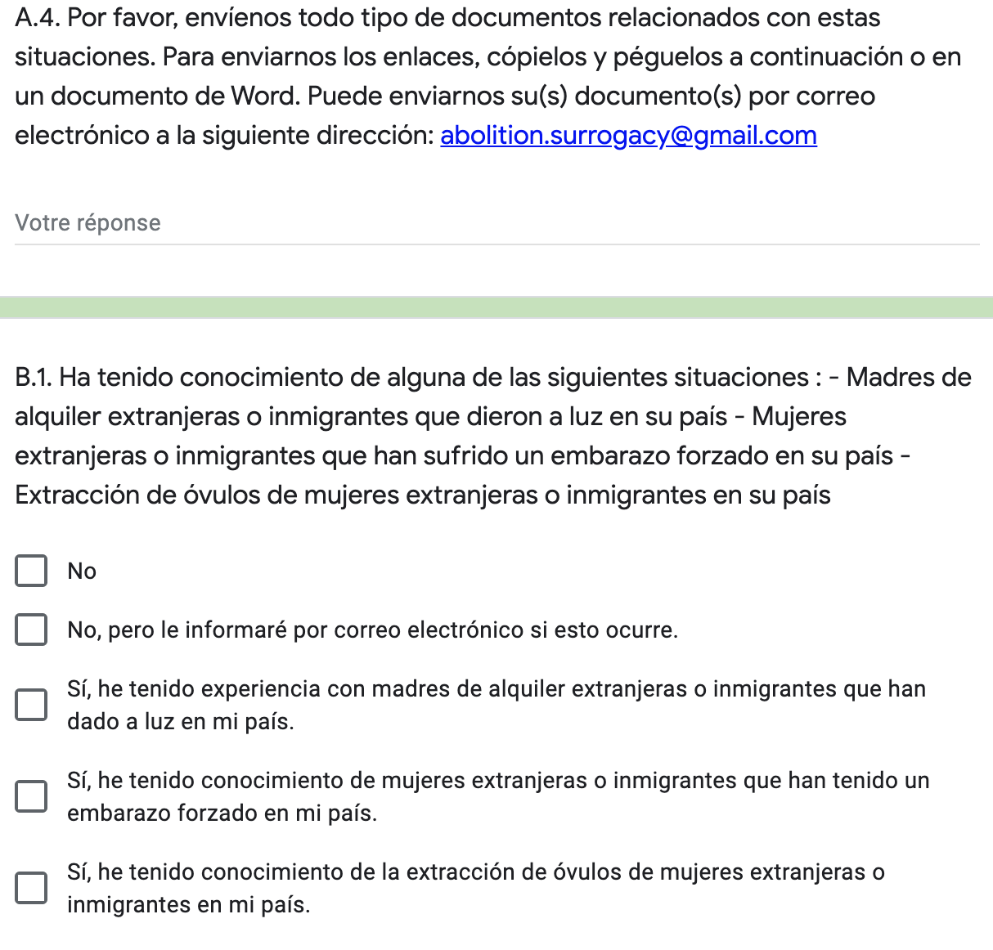 A.4. Por favor, envíenos todo tipo de documentos relacionados con estas
situaciones. Para enviarnos los enlaces, cópielos y péguelos a continuación o en
un documento de Word. Puede enviarnos su(s) documento(s) por correo
electrónico a la siguiente dirección: abolition.surrogacy@gmail.com
Votre réponse
B.1. Ha tenido conocimiento de alguna de las siguientes situaciones : - Madres de
alquiler extranjeras o inmigrantes que dieron a luz en su país - Mujeres
extranjeras o inmigrantes que han sufrido un embarazo forzado en su país -
Extracción de óvulos de mujeres extranjeras o inmigrantes en su país
No
No, pero le informaré por correo electrónico si esto ocurre.
Sí, he tenido experiencia con madres de alquiler extranjeras o inmigrantes que han
dado a luz en mi país.
Sí, he tenido conocimiento de mujeres extranjeras o inmigrantes que han tenido un
embarazo forzado en mi país.
Sí, he tenido conocimiento de la extracción de óvulos de mujeres extranjeras o
inmigrantes en mi país.